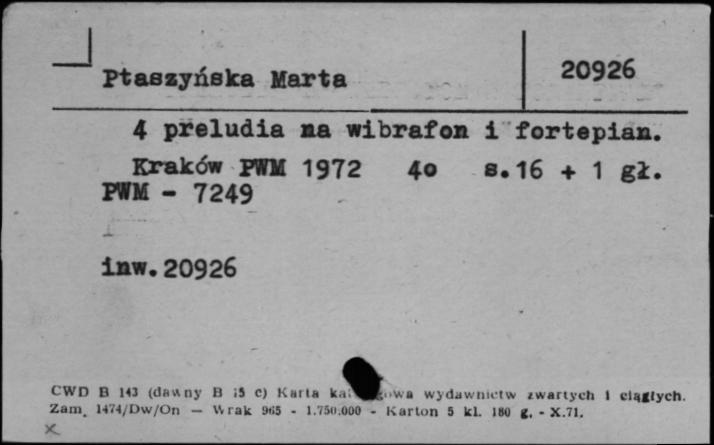 Ptaszyńska Marta
20926
4 preludia na wibrafon i fortepian.
Kraków PWM 1972 4o s.16 + 1 gł.
PWM - 7249
inw.20926
CWD B 143 (dawny B 15 c) Karta wydawnictw zwartych i ciągłych.
Zam. 1474/Dw/On — Wrak 965 - 1.750.000 - Karton 5 kl. 180 g. - X.71.
x